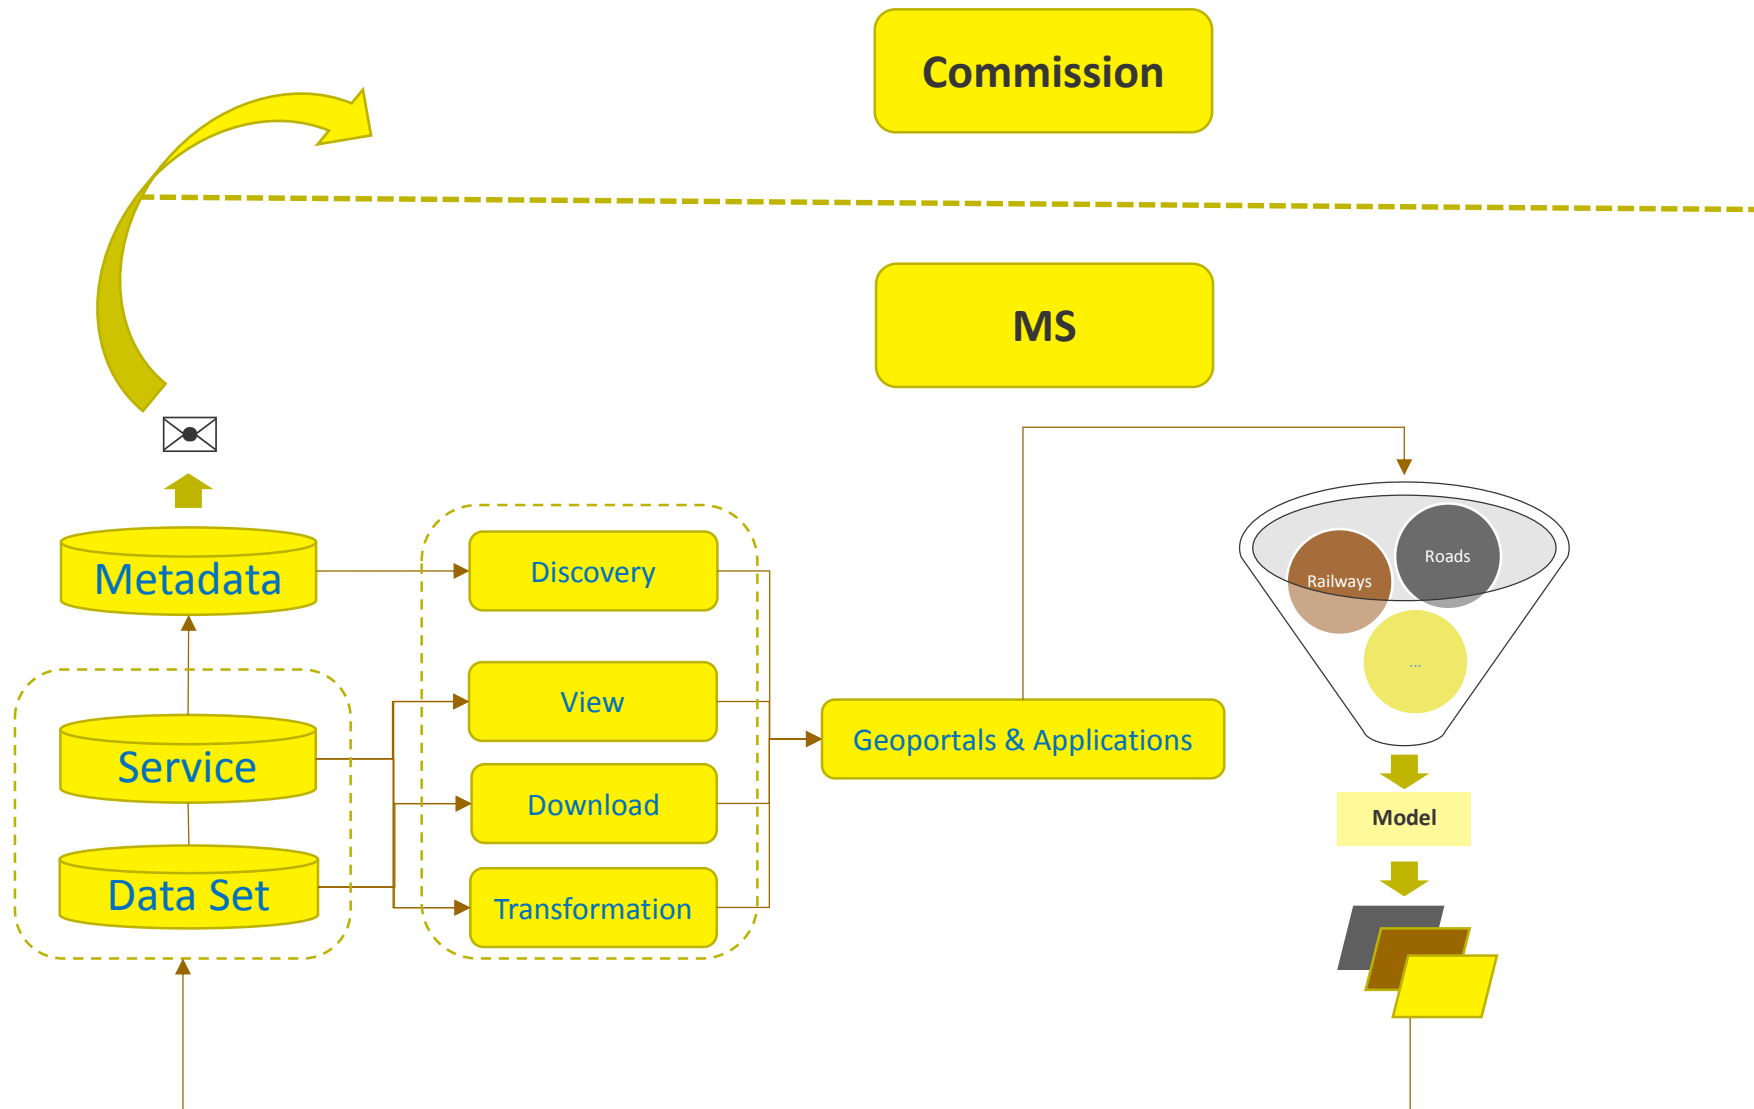 Commission
MS
Metadata
Service
Data Set
Discovery
View
Download
Transformation
Geoportals & Applications
Railways
Roads
...
Model